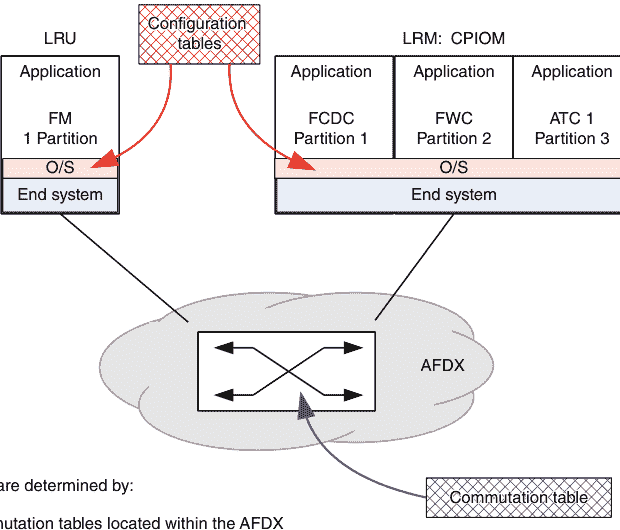 LRU
Configuration
tables
LRM: CPIOM
Application
FM
1 Partition
Application
FCDC
Partition 1
Application
FWC
Partition 2
Application
ATC 1
Partition 3
O/S
End system
O/S
End system
AFDX
Commutation table
are determined by:
tables located within the AFDX